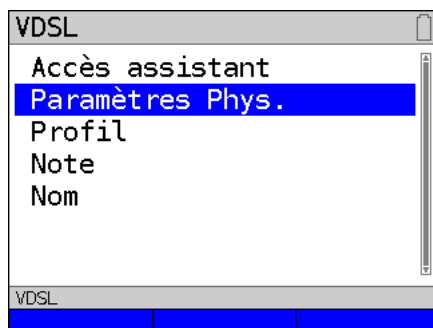 VDSL
Accès assistant
Paramètres Phys.
Profil
Note
Nom
VDSL